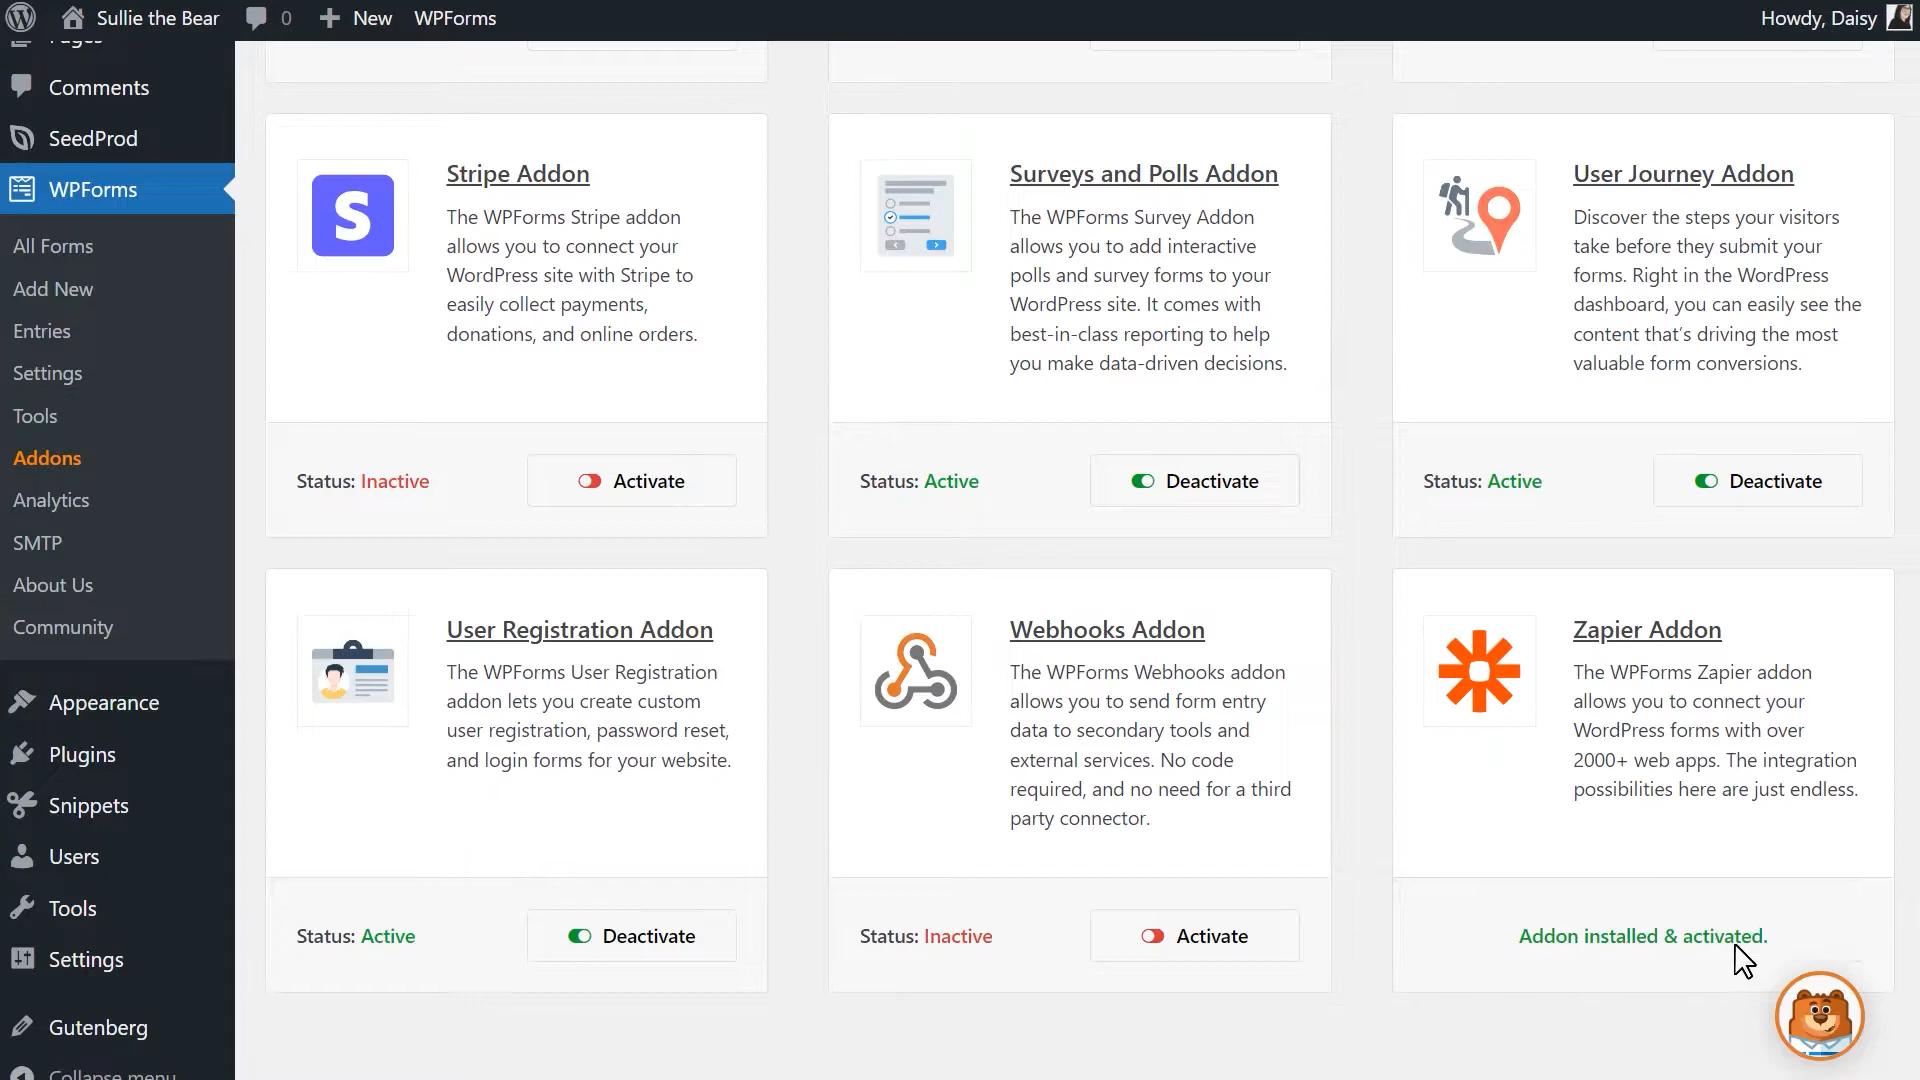 Sullie the Bear
0
New
WPForms
Howdy, Daisy
Pages
Comments
SeedProd
WPForms
All Forms
Add New
Entries
Settings
Tools
Addons
Analytics
SMTP
About Us
Community
Appearance
Plugins
Snippets
Users
Tools
Settings
Gutenberg
Collapse menu
Stripe Addon
The WPForms Stripe addon
allows you to connect your
WordPress site with Stripe to
easily collect payments,
donations, and online orders.
Status: Inactive
Activate
Surveys and Polls Addon
The WPForms Survey Addon
allows you to add interactive
polls and survey forms to your
WordPress site. It comes with
best-in-class reporting to help
you make data-driven decisions.
Status: Active
Deactivate
User Journey Addon
Discover the steps your visitors
take before they submit your
forms. Right in the WordPress
dashboard, you can easily see the
content that's driving the most
valuable form conversions.
Status: Active
Deactivate
User Registration Addon
The WPForms User Registration
addon lets you create custom
user registration, password reset,
and login forms for your website.
Status: Active
Deactivate
Webhooks Addon
The WPForms Webhooks addon
allows you to send form entry
data to secondary tools and
external services. No code
required, and no need for a third
party connector.
Status: Inactive
Activate
Zapier Addon
The WPForms Zapier addon
allows you to connect your
WordPress forms with over
2000+ web apps. The integration
possibilities here are just endless.
Addon installed & activated.